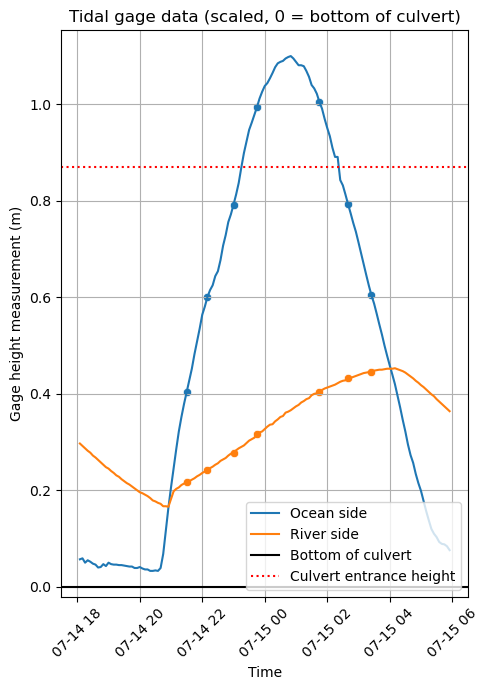 Tidal gage data (scaled, 0 = bottom of culvert)
Gage height measurement (m)
1.0
0.8
0.6
0.4
0.2
0.0
Ocean side
River side
Bottom of culvert
Culvert entrance height
07-14 18
07-14 20
07-14 22
07-15 00
07-15 02
07-15 04
07-15 06
Time